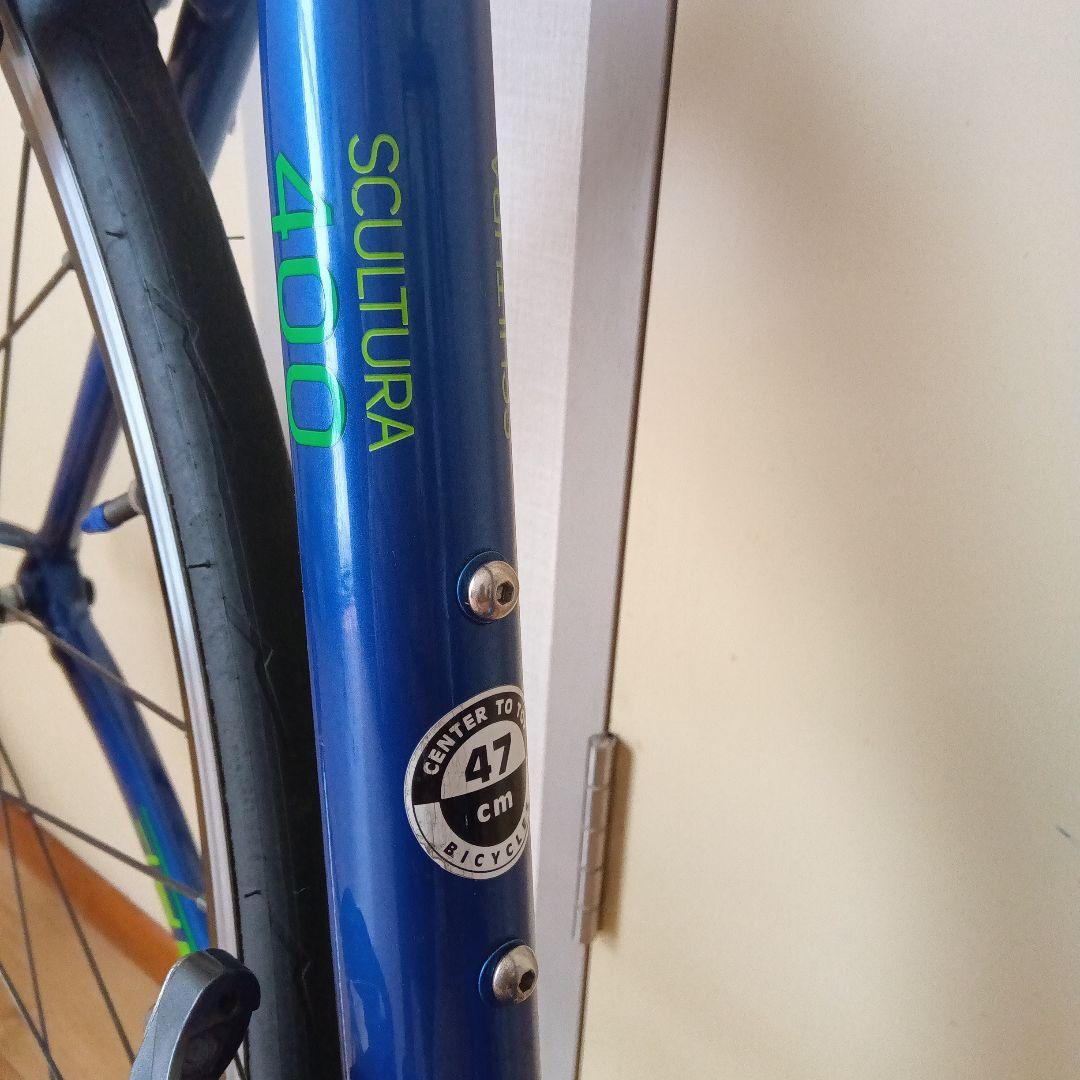 SCULTURA
400
CENTER TO
47
cm
BICYCLE